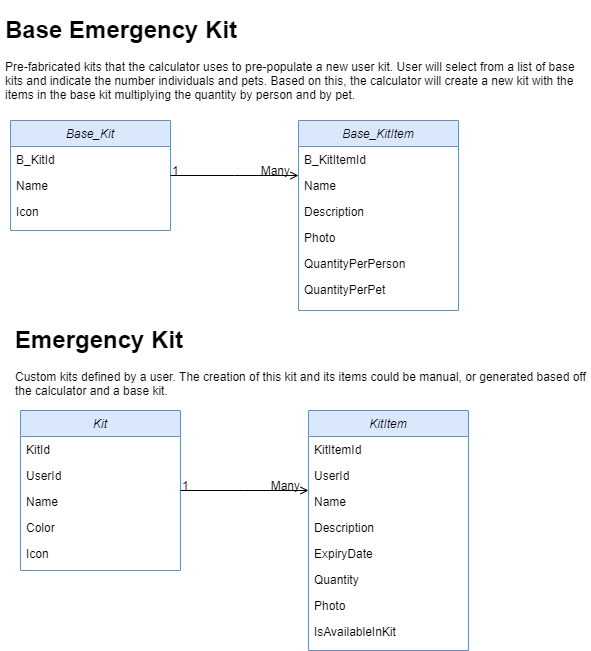 Base Emergency Kit
Pre-fabricated kits that the calculator uses to pre-populate a new user kit. User will select from a list of base
kits and indicate the number individuals and pets. Based on this, the calculator will create a new kit with the
items in the base kit multiplying the quantity by person and by pet.
Base_Kit
B_KitId
Name
Icon
1
Many
Base_KitItem
B_KitItemId
Name
Description
Photo
QuantityPerPerson
QuantityPerPet
Emergency Kit
Custom kits defined by a user. The creation of this kit and its items could be manual, or generated based off
the calculator and a base kit.
Kit
KitId
UserId
Name
Color
Icon
1
Many
KitItem
KitItemId
UserId
Name
Description
ExpiryDate
Quantity
Photo
IsAvailableInKit